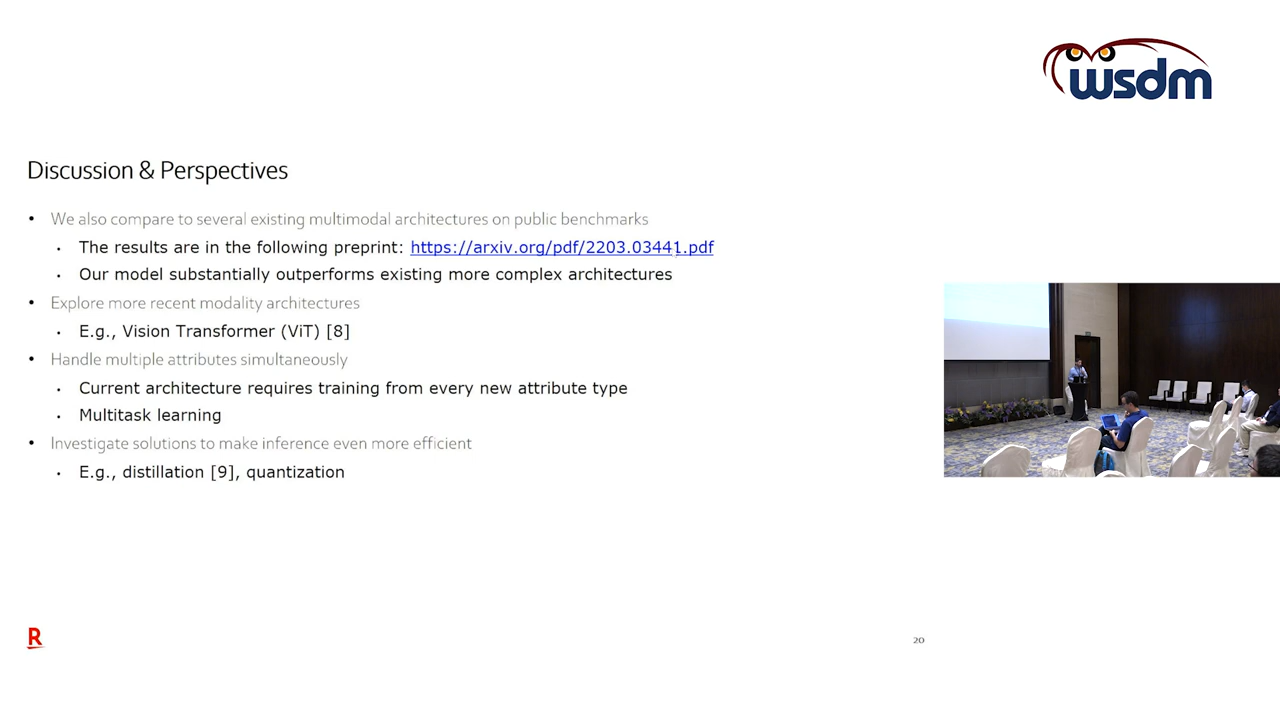 wsdm
Discussion & Perspectives
• We also compare to several existing multimodal architectures on public benchmarks
• The results are in the following preprint: https://arxiv.org/pdf/2203.03441.pdf
• Our model substantially outperforms existing more complex architectures
• Explore more recent modality architectures
• E.g., Vision Transformer (ViT) [8]
• Handle multiple attributes simultaneously
• Current architecture requires training from every new attribute type
• Multitask learning
• Investigate solutions to make inference even more efficient
• E.g., distillation [9], quantization
R
20